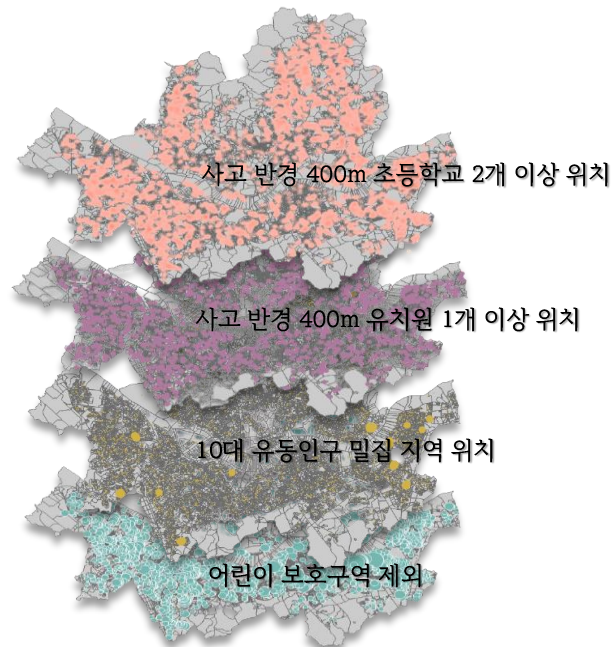 사고 반경 400m 초등학교 2개 이상 위치
사고 반경 400m 유치원 1개 이상 위치
10대 유동인구 밀집 지역 위치
어린이 보호구역 제외